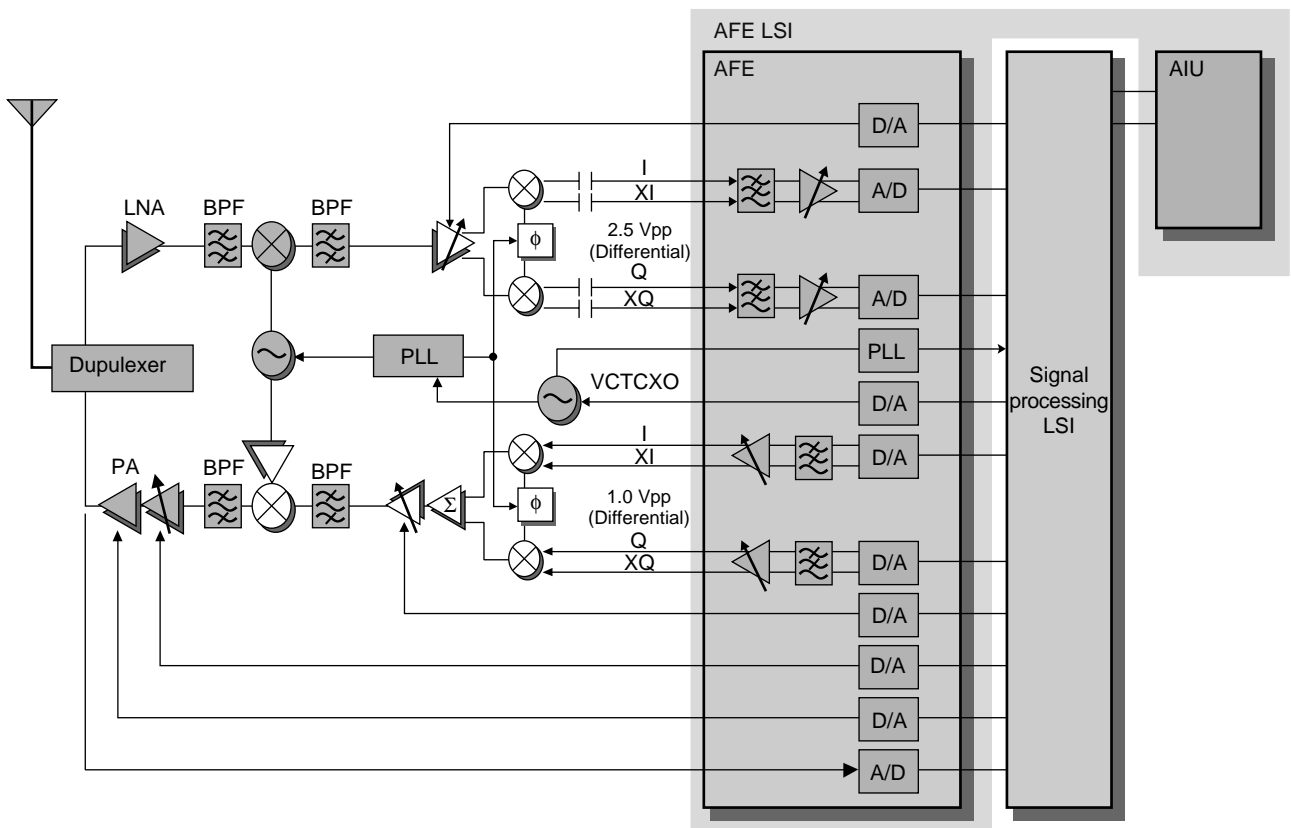 AFE LSI
AFE
AIU
D/A
I
XI
A/D
LNA
BPF
BPF
2.5 Vpp
(Differential)
ϕ
Q
XQ
A/D
PLL
PLL
Dupulexer
VCTCXO
D/A
Signal
processing
LSI
I
XI
D/A
PA
BPF
BPF
Σ
1.0 Vpp
(Differential)
ϕ
Q
XQ
D/A
D/A
D/A
D/A
A/D